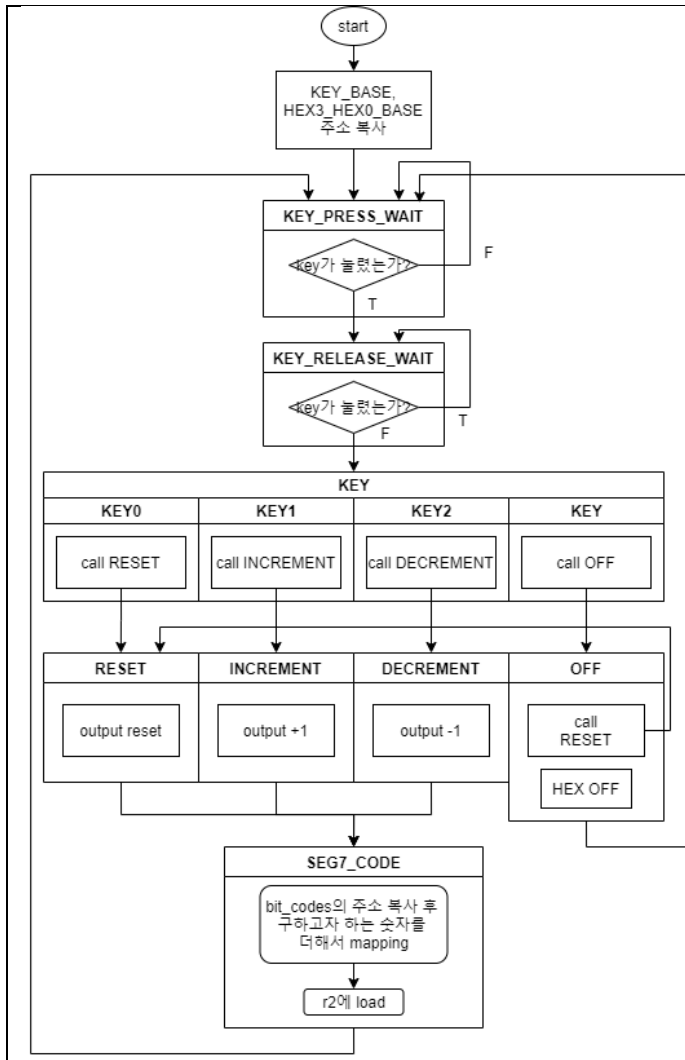 start
KEY_BASE,
HEX3_HEX0_BASE
주소 복사
KEY_PRESS_WAIT
key가 눌렸는가?
F
T
KEY_RELEASE_WAIT
key가 눌렸는가?
T
F
KEY
KEY0 KEY1 KEY2 KEY
call RESET call INCREMENT call DECREMENT call OFF
RESET INCREMENT DECREMENT OFF
output reset output +1 output -1
call
RESET
HEX OFF
SEG7_CODE
bit_codes의 주소 복사 후
구하고자 하는 숫자를
더해서 mapping
r2에 load